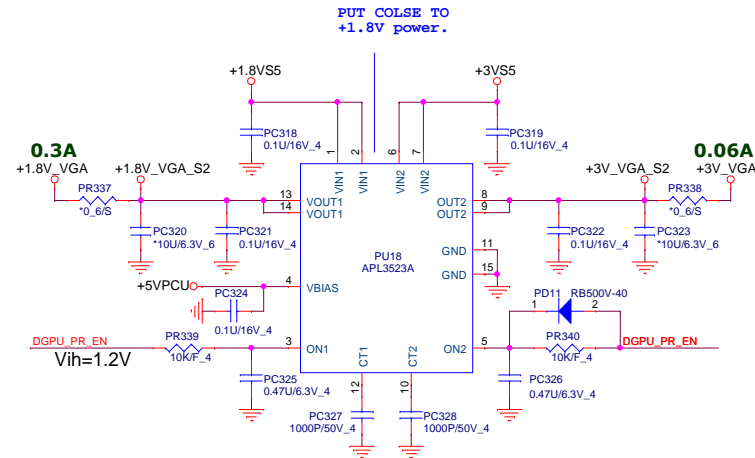 PUT COLSE TO
+1.8V power.
+1.8VS5
+3VS5
PC318
0.1U/16V_4
PC319
0.1U/16V_4
1
2
6
7
VIN1
VIN1
VIN2
VIN2
0.3A
+1.8V_VGA
+1.8V_VGA_S2
+3V_VGA_S2
0.06A
+3V_VGA
PR337
*0_6/S
PR338
*0_6/S
13
VOUT1
14
VOUT1
8
OUT2
9
OUT2
PC320
*10U/6.3V_6
PC321
0.1U/16V_4
PC322
0.1U/16V_4
PC323
*10U/6.3V_6
PU18
APL3523A
11
GND
15
GND
+5VPCU
PC324
0.1U/16V_4
4
VBIAS
PD11
RB500V-40
1
2
DGPU_PR_EN
Vih=1.2V
PR339
10K/F_4
3
ON1
5
ON2
PR340
10K/F_4
DGPU_PR_EN
CT1
CT2
12
10
PC325
0.47U/6.3V_4
PC326
0.47U/6.3V_4
PC327
1000P/50V_4
PC328
1000P/50V_4